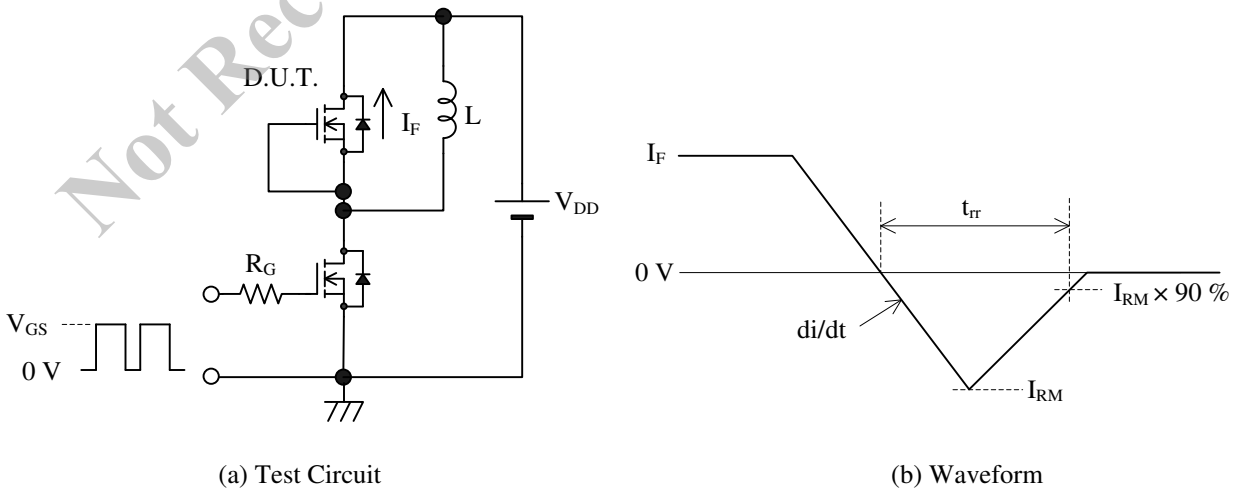 Not Rec
D.U.T.
I_F
L
V_DD
R_G
V_GS
0 V
(a) Test Circuit
I_F
t_rr
0 V
I_RM × 90 %
di/dt
I_RM
(b) Waveform